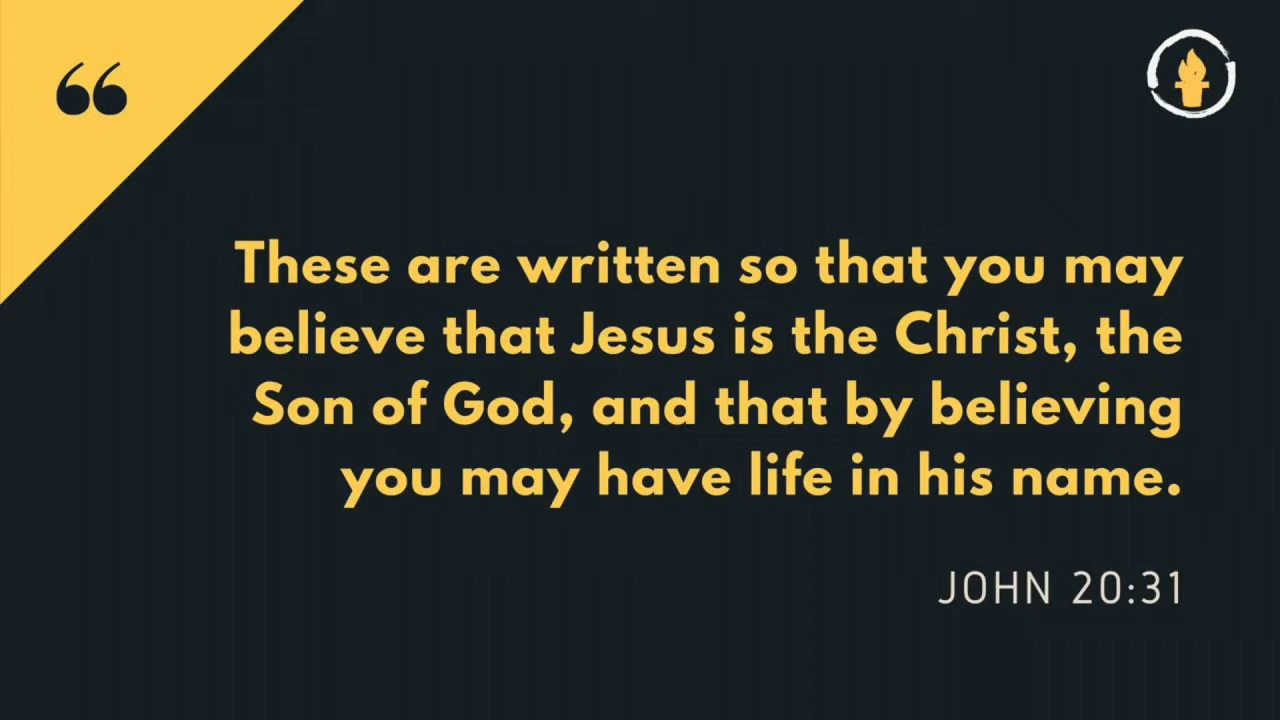 “
These are written so that you may
believe that Jesus is the Christ, the
Son of God, and that by believing
you may have life in his name.
JOHN 20:31